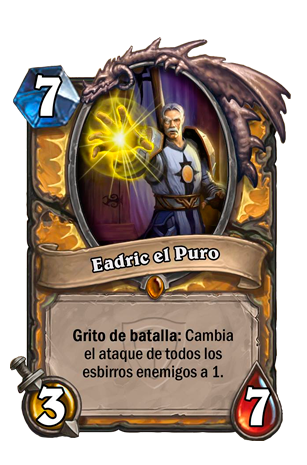 7
Eadric el Puro
Grito de batalla: Cambia
el ataque de todos los
esbirros enemigos a 1.
3
7